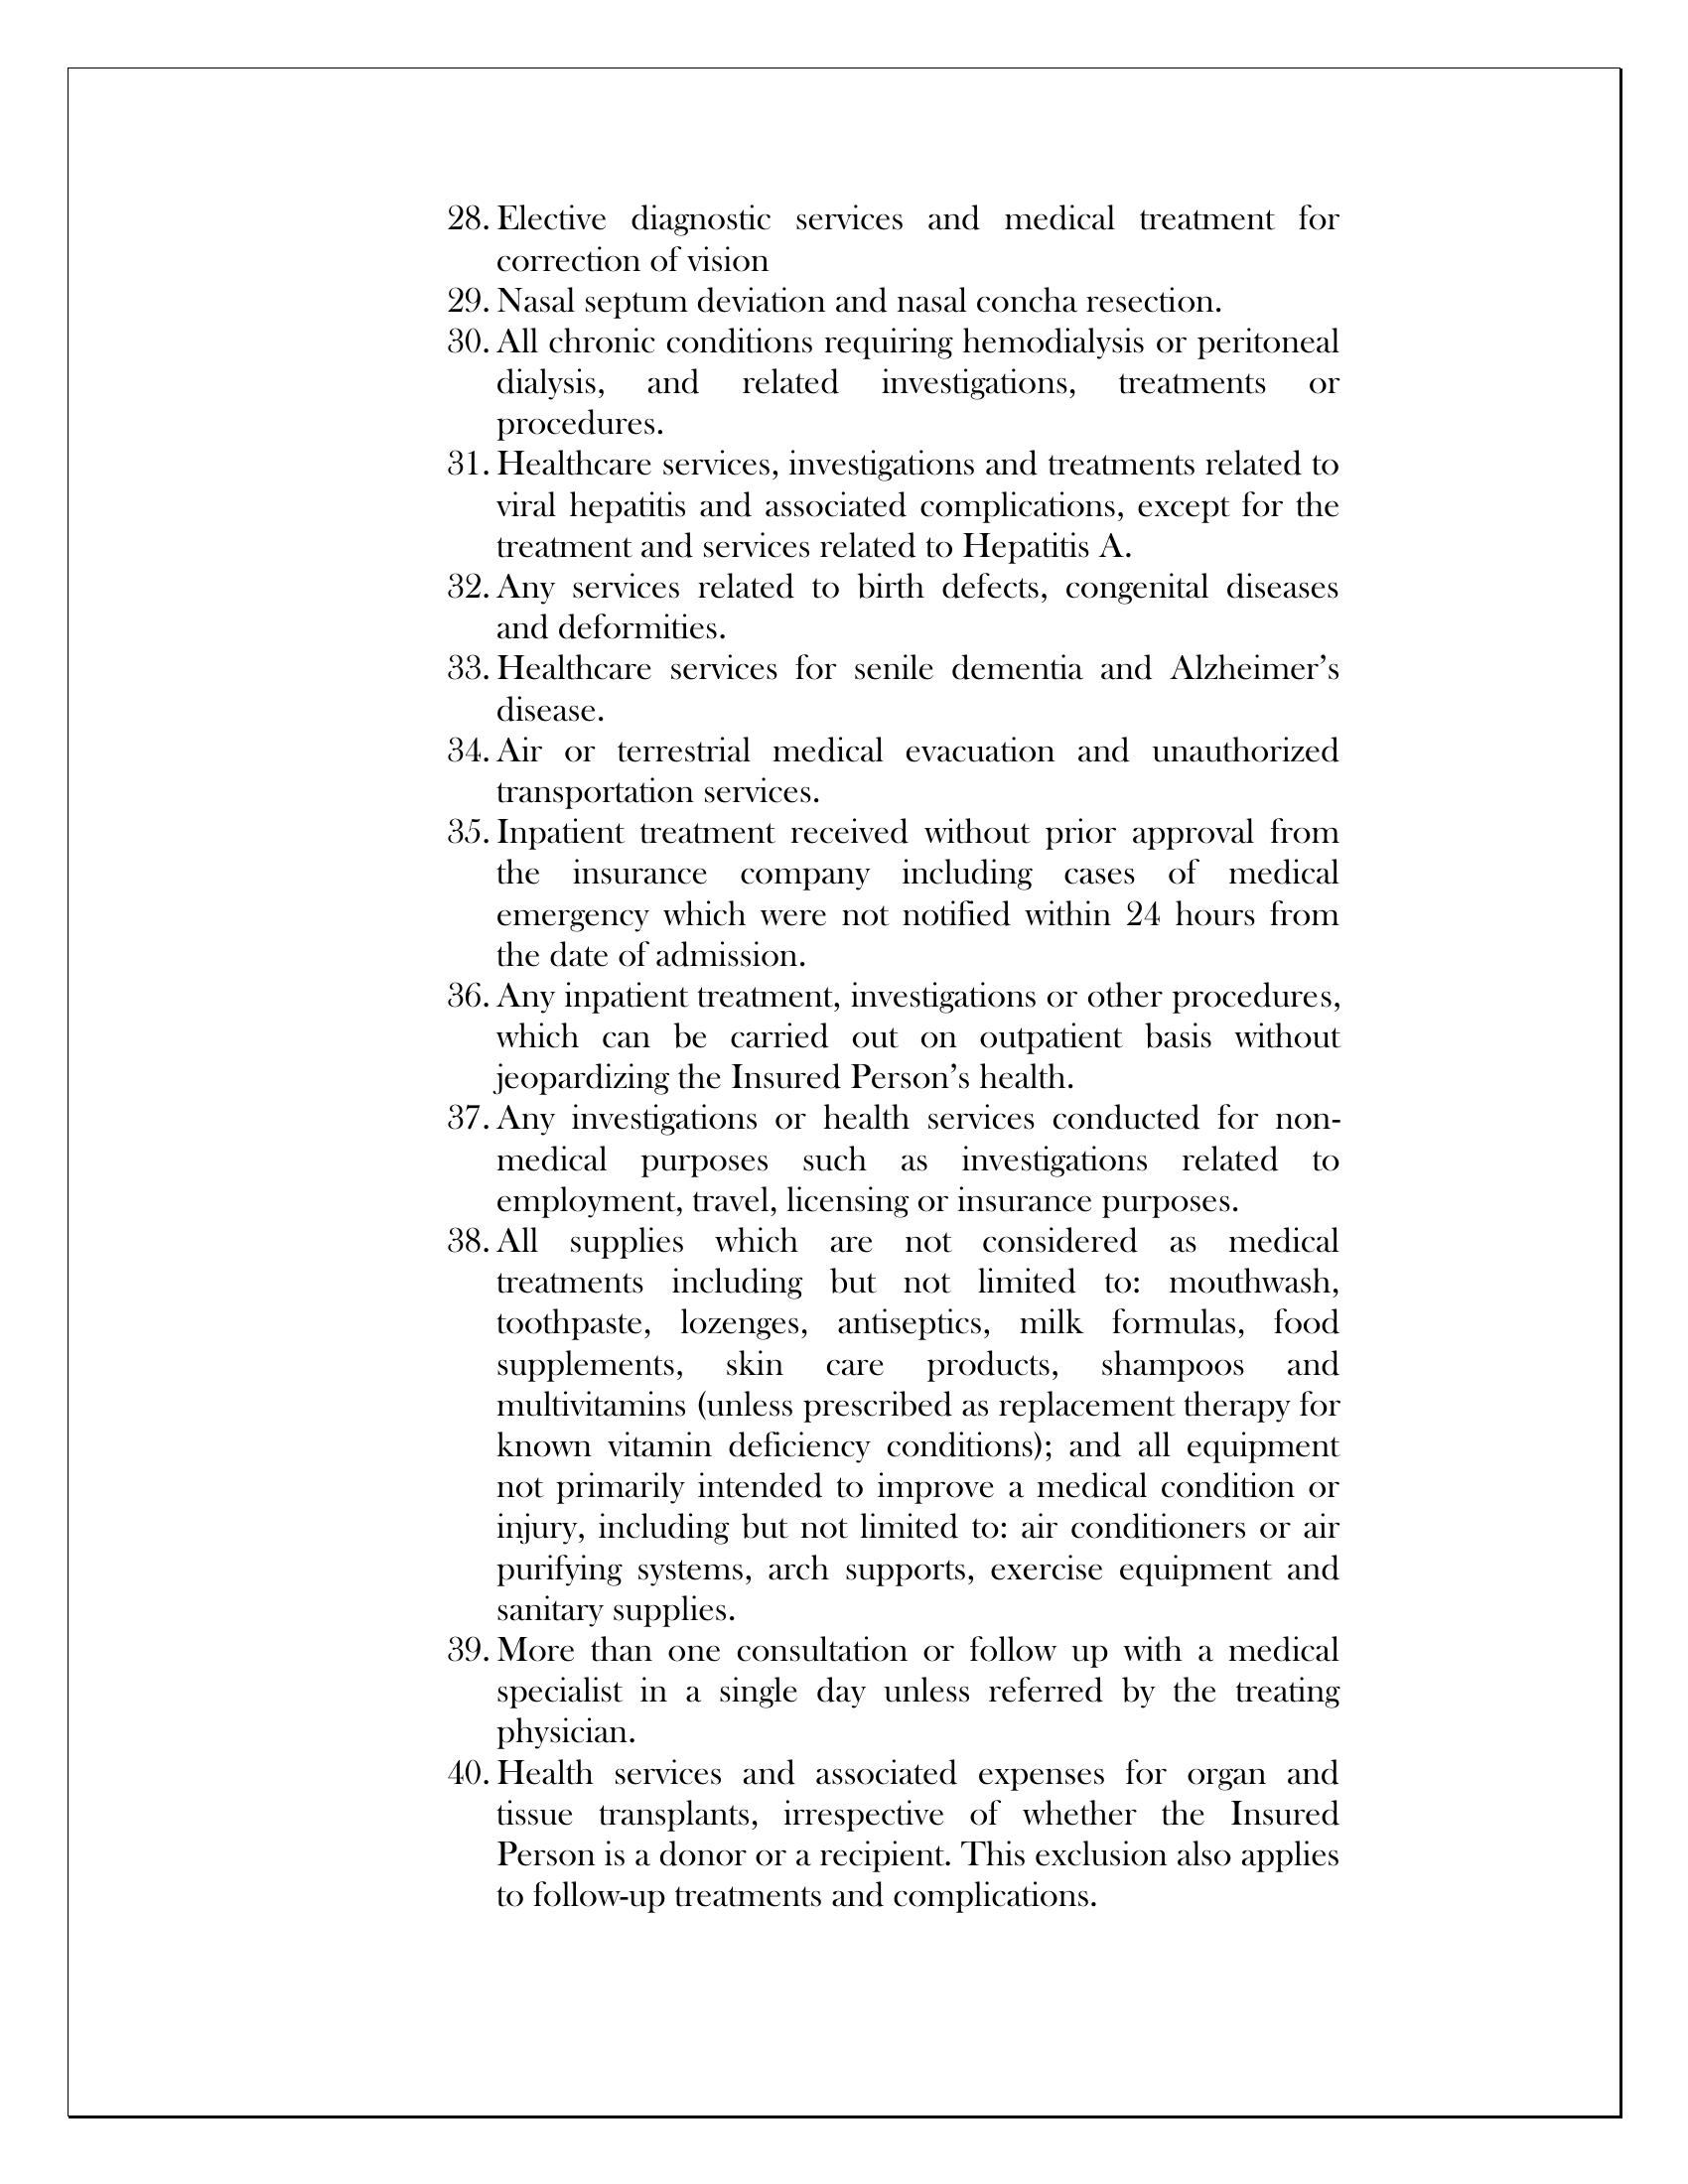 28. Elective diagnostic services and medical treatment for
correction of vision
29. Nasal septum deviation and nasal concha resection.
30. All chronic conditions requiring hemodialysis or peritoneal
dialysis, and related investigations, treatments or
procedures.
31. Healthcare services, investigations and treatments related to
viral hepatitis and associated complications, except for the
treatment and services related to Hepatitis A.
32. Any services related to birth defects, congenital diseases
and deformities.
33. Healthcare services for senile dementia and Alzheimer’s
disease.
34. Air or terrestrial medical evacuation and unauthorized
transportation services.
35. Inpatient treatment received without prior approval from
the insurance company including cases of medical
emergency which were not notified within 24 hours from
the date of admission.
36. Any inpatient treatment, investigations or other procedures,
which can be carried out on outpatient basis without
jeopardizing the Insured Person’s health.
37. Any investigations or health services conducted for non-
medical purposes such as investigations related to
employment, travel, licensing or insurance purposes.
38. All supplies which are not considered as medical
treatments including but not limited to: mouthwash,
toothpaste, lozenges, antiseptics, milk formulas, food
supplements, skin care products, shampoos and
multivitamins (unless prescribed as replacement therapy for
known vitamin deficiency conditions); and all equipment
not primarily intended to improve a medical condition or
injury, including but not limited to: air conditioners or air
purifying systems, arch supports, exercise equipment and
sanitary supplies.
39. More than one consultation or follow up with a medical
specialist in a single day unless referred by the treating
physician.
40. Health services and associated expenses for organ and
tissue transplants, irrespective of whether the Insured
Person is a donor or a recipient. This exclusion also applies
to follow-up treatments and complications.